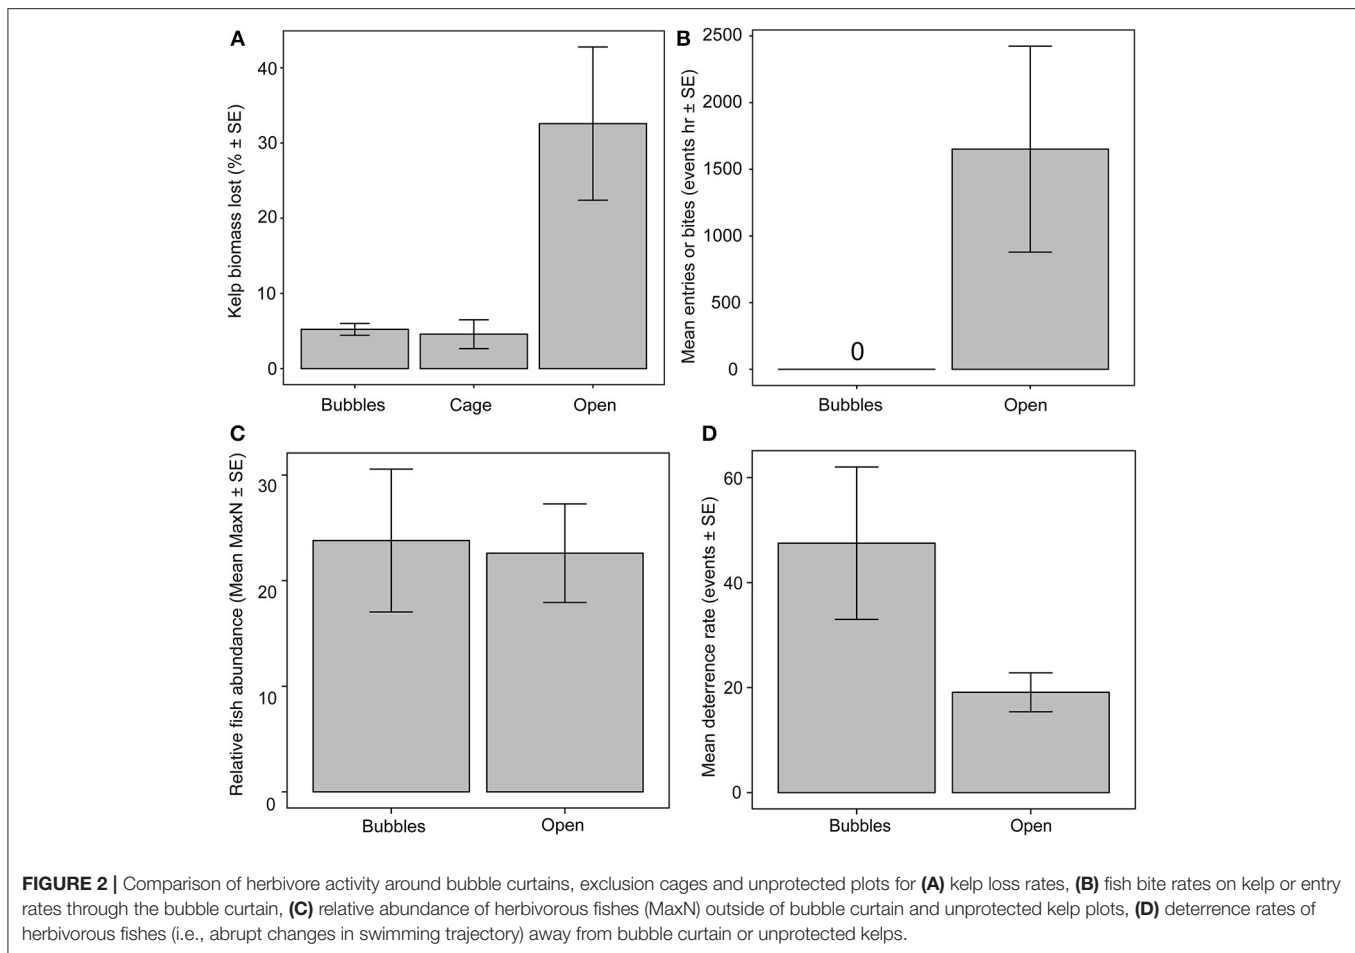 A
Kelp biomass lost (% ± SE)
40
30
20
10
0
Bubbles Cage Open
B
Mean entries or bites (events hr ± SE)
2500
2000
1500
1000
500
0
0
Bubbles Open
C
Relative fish abundance (Mean MaxN ± SE)
30
20
10
0
Bubbles Open
D
Mean deterrence rate (events ± SE)
60
40
20
0
Bubbles Open
FIGURE 2 | Comparison of herbivore activity around bubble curtains, exclusion cages and unprotected plots for (A) kelp loss rates, (B) fish bite rates on kelp or entry
rates through the bubble curtain, (C) relative abundance of herbivorous fishes (MaxN) outside of bubble curtain and unprotected kelp plots, (D) deterrence rates of
herbivorous fishes (i.e., abrupt changes in swimming trajectory) away from bubble curtain or unprotected kelps.